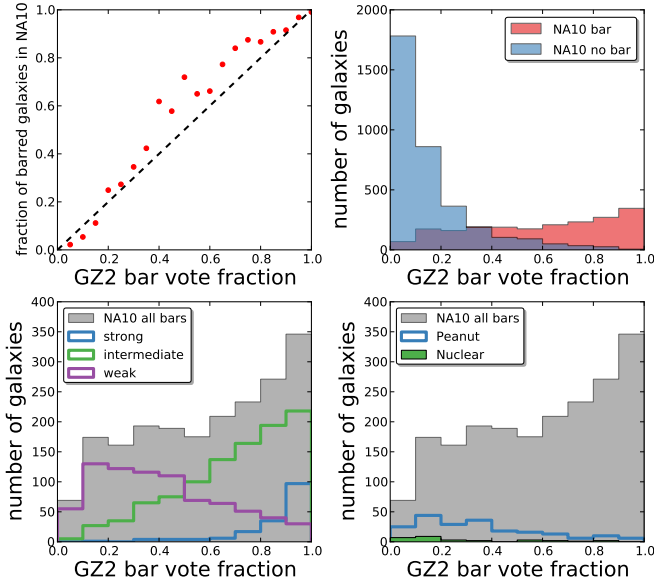 fraction of barred galaxies in NA10
1.0
0.8
0.6
0.4
0.2
0.0
0.0 0.2 0.4 0.6 0.8 1.0
GZ2 bar vote fraction
number of galaxies
2000
1500
1000
500
0
NA10 bar
NA10 no bar
0.0 0.2 0.4 0.6 0.8 1.0
GZ2 bar vote fraction
number of galaxies
400
350
300
250
200
150
100
50
0
NA10 all bars
strong
intermediate
weak
0.0 0.2 0.4 0.6 0.8 1.0
GZ2 bar vote fraction
number of galaxies
400
350
300
250
200
150
100
50
0
NA10 all bars
Peanut
Nuclear
0.0 0.2 0.4 0.6 0.8 1.0
GZ2 bar vote fraction